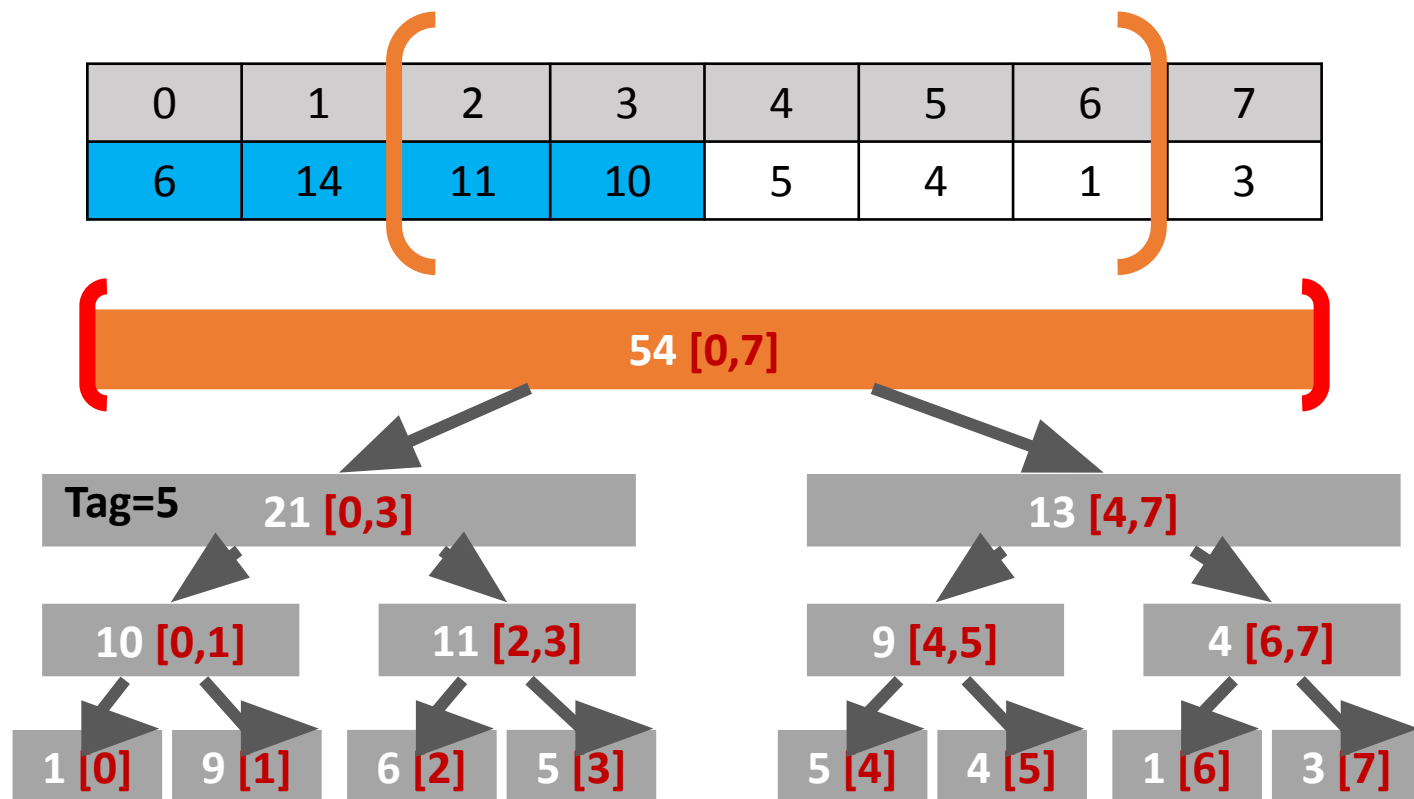 0 1 2 3 4 5 6 7
6 14 11 10 5 4 1 3
54 [0,7]
Tag=5 21 [0,3] 13 [4,7]
10 [0,1] 11 [2,3] 9 [4,5] 4 [6,7]
1 [0] 9 [1] 6 [2] 5 [3] 5 [4] 4 [5] 1 [6] 3 [7]